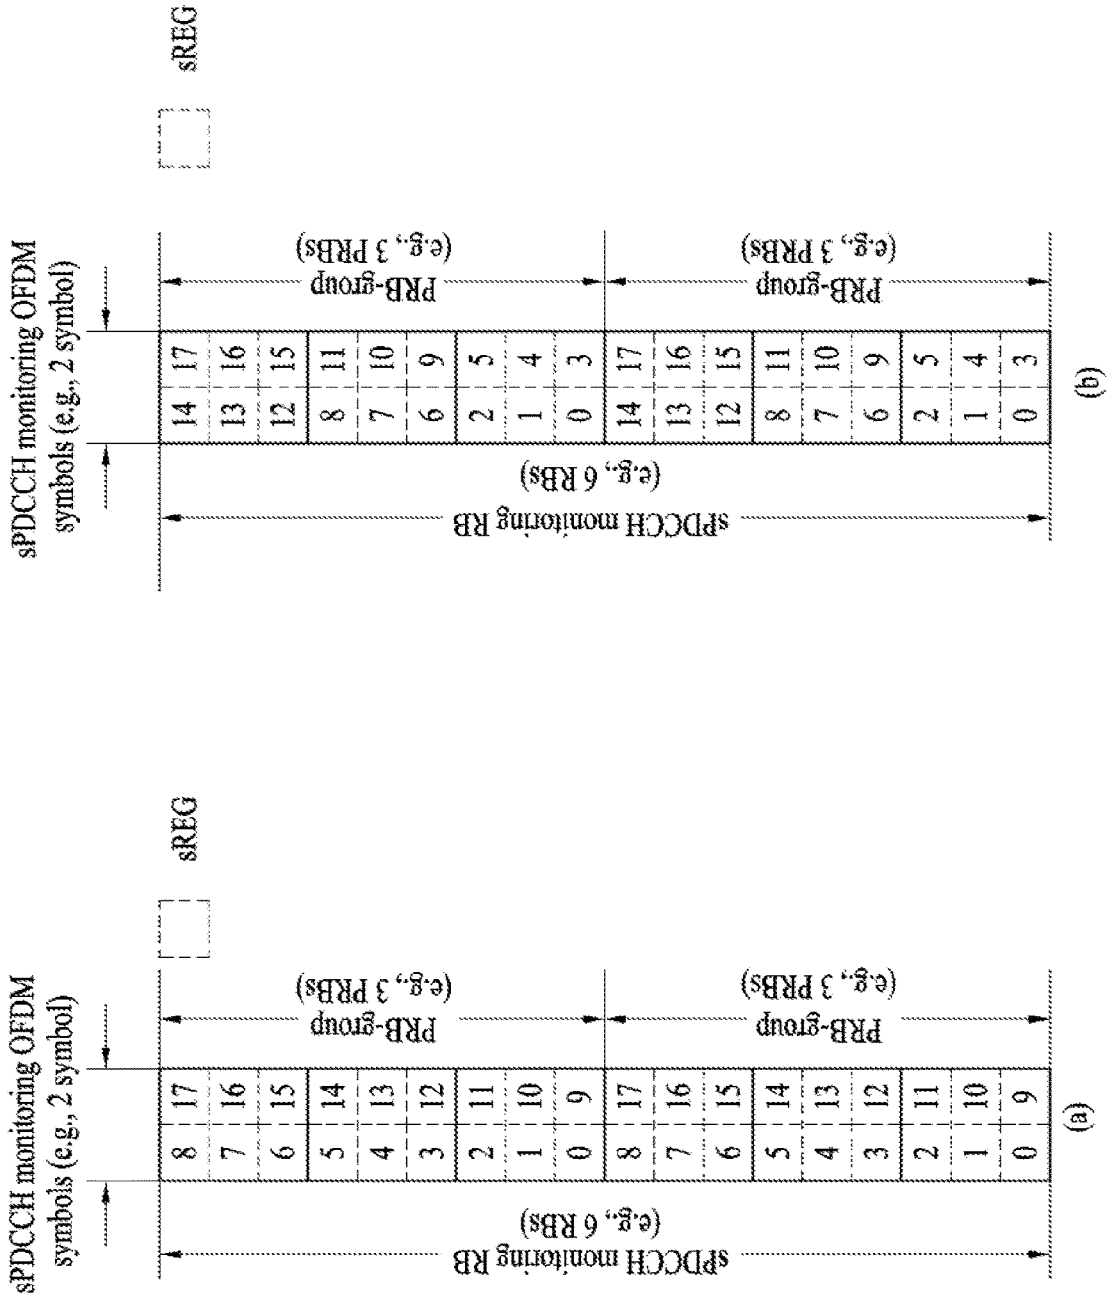 sPDCCH monitoring OFDM
symbols (e.g., 2 symbol)
sREG
sPDCCH monitoring RB
(e.g., 6 RBs)
14 17
13 16
12 15
8 11
7 10
6 9
2 5
1 4
0 3
14 17
13 16
12 15
8 11
7 10
6 9
2 5
1 4
0 3
PRB-group
(e.g., 3 PRBs)
PRB-group
(e.g., 3 PRBs)
(b)
sPDCCH monitoring OFDM
symbols (e.g., 2 symbol)
sREG
sPDCCH monitoring RB
(e.g., 6 RBs)
8 17
7 16
6 15
5 14
4 13
3 12
2 11
1 10
0 9
8 17
7 16
6 15
5 14
4 13
3 12
2 11
1 10
0 9
PRB-group
(e.g., 3 PRBs)
PRB-group
(e.g., 3 PRBs)
(a)